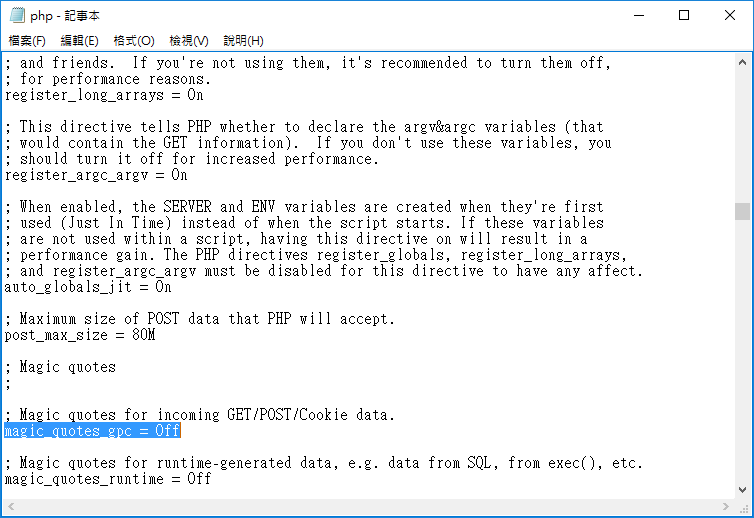 php - 記事本
檔案(F) 編輯(E) 格式(O) 檢視(V) 說明(H)
; and friends.  If you're not using them, it's recommended to turn them off,
; for performance reasons.
register_long_arrays = On
; This directive tells PHP whether to declare the argv&argc variables (that
; would contain the GET information).  If you don't use these variables, you
; should turn it off for increased performance.
register_argc_argv = On
; When enabled, the SERVER and ENV variables are created when they're first
; used (Just In Time) instead of when the script starts. If these variables
; are not used within a script, having this directive on will result in a
; performance gain. The PHP directives register_globals, register_long_arrays,
; and register_argc_argv must be disabled for this directive to have any affect.
auto_globals_jit = On
; Maximum size of POST data that PHP will accept.
post_max_size = 80M
; Magic quotes
;
; Magic quotes for incoming GET/POST/Cookie data.
magic_quotes_gpc = Off
; Magic quotes for runtime-generated data, e.g. data from SQL, from exec(), etc.
magic_quotes_runtime = Off